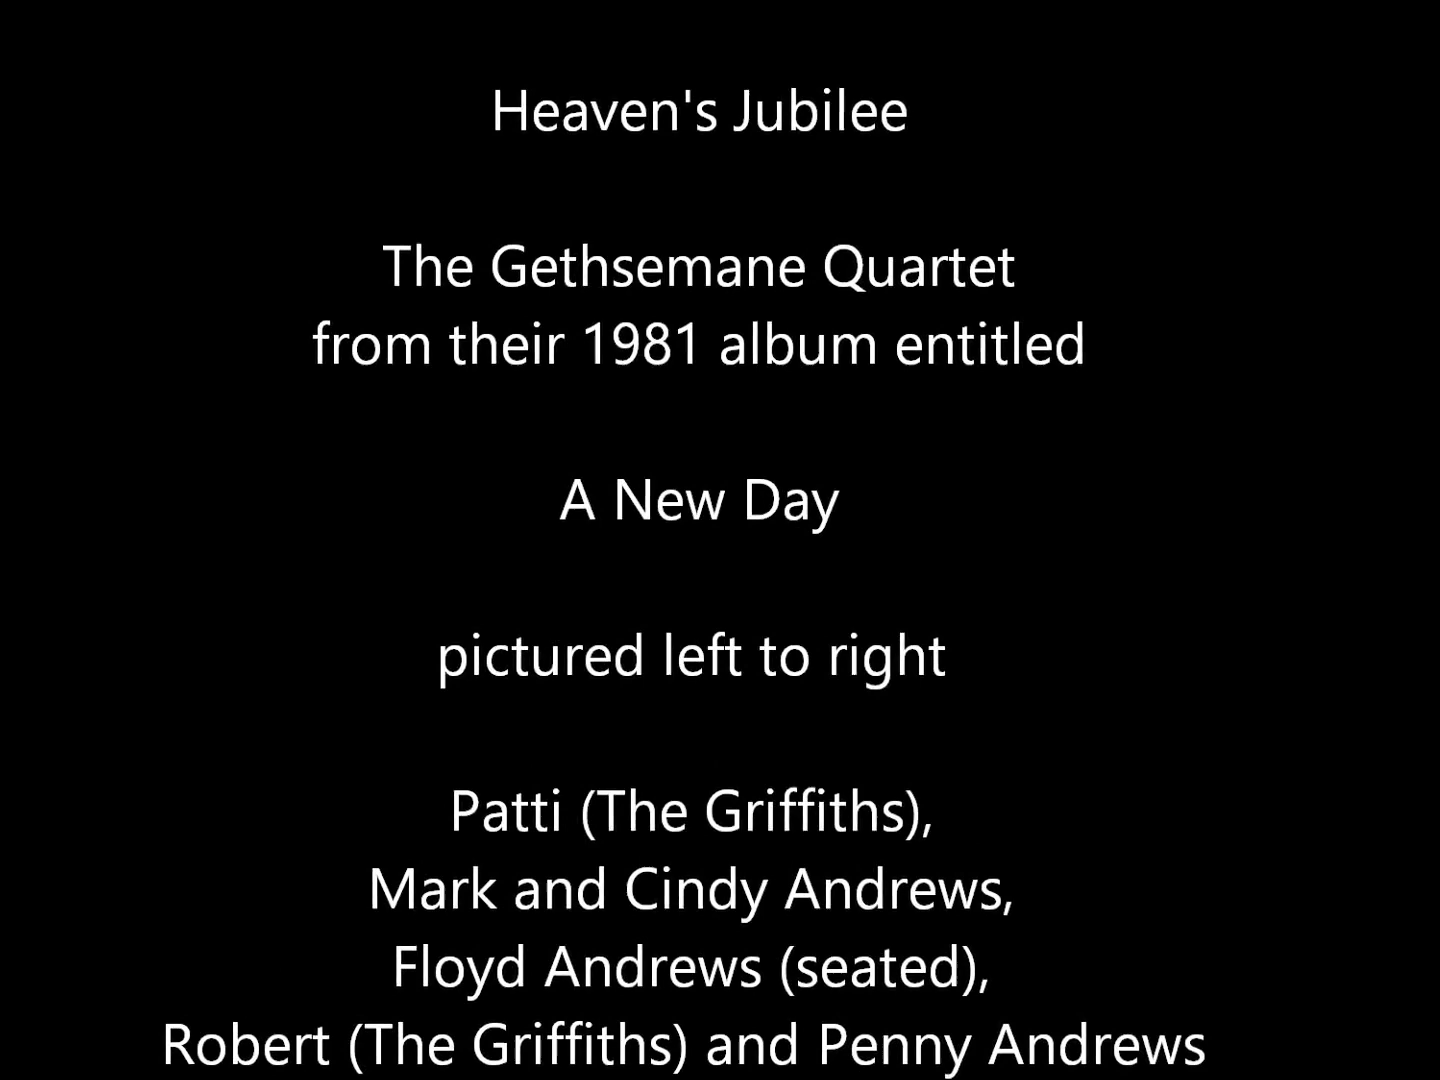 Heaven's Jubilee
The Gethsemane Quartet
from their 1981 album entitled
A New Day
pictured left to right
Patti (The Griffiths),
Mark and Cindy Andrews,
Floyd Andrews (seated),
Robert (The Griffiths) and Penny Andrews